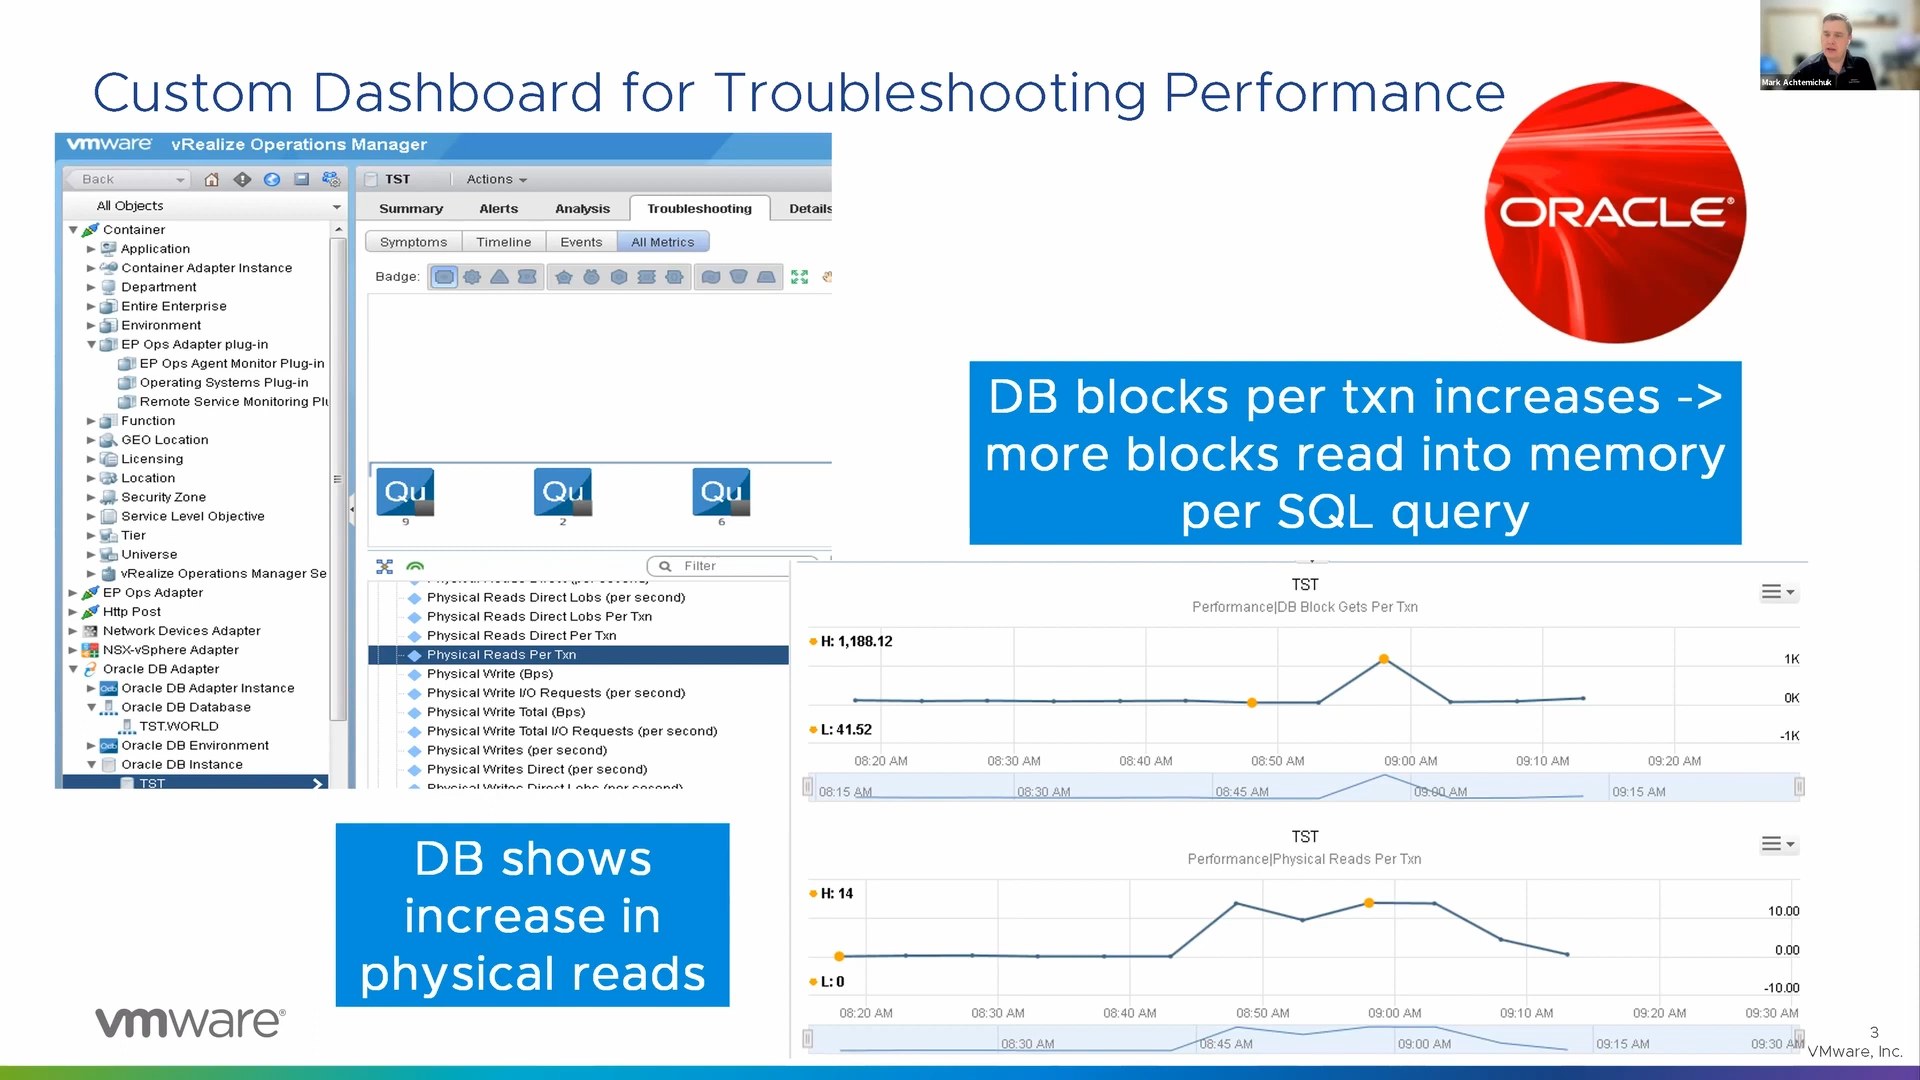 Custom Dashboard for Troubleshooting Performance
Mark Achtemichuk
vmware vRealize Operations Manager
Back
TST
Actions
All Objects
Summary
Alerts
Analysis
Troubleshooting
Details
Symptoms
Timeline
Events
All Metrics
Badge:
Container
Application
Container Adapter Instance
Department
Entire Enterprise
Environment
EP Ops Adapter plug-in
EP Ops Agent Monitor Plug-in
Operating Systems Plug-in
Remote Service Monitoring Plu
Function
GEO Location
Licensing
Location
Security Zone
Service Level Objective
Tier
Universe
vRealize Operations Manager Se
EP Ops Adapter
Http Post
Network Devices Adapter
NSX-vSphere Adapter
Oracle DB Adapter
Oracle DB Adapter Instance
Oracle DB Database
TST.WORLD
Oracle DB Environment
Oracle DB Instance
TST
Qu
9
Qu
2
Qu
6
Filter
Physical Reads Direct (per second)
Physical Reads Direct Lobs (per second)
Physical Reads Direct Lobs Per Txn
Physical Reads Direct Per Txn
Physical Reads Per Txn
Physical Write (Bps)
Physical Write I/O Requests (per second)
Physical Write Total (Bps)
Physical Write Total I/O Requests (per second)
Physical Writes (per second)
Physical Writes Direct (per second)
Physical Writes Direct Lobs (per second)
ORACLE®
DB blocks per txn increases ->
more blocks read into memory
per SQL query
TST
Performance|DB Block Gets Per Txn
H: 1,188.12
1K
0K
L: 41.52
-1K
08:20 AM 08:30 AM 08:40 AM 08:50 AM 09:00 AM 09:10 AM 09:20 AM
08:15 AM 08:30 AM 08:45 AM 09:00 AM 09:15 AM
TST
Performance|Physical Reads Per Txn
H: 14
10.00
0.00
L: 0
-10.00
08:20 AM 08:30 AM 08:40 AM 08:50 AM 09:00 AM 09:10 AM 09:20 AM 09:30 AM
08:30 AM 08:45 AM 09:00 AM 09:15 AM 09:30 AM
DB shows
increase in
physical reads
vmware®
3
VMware, Inc.